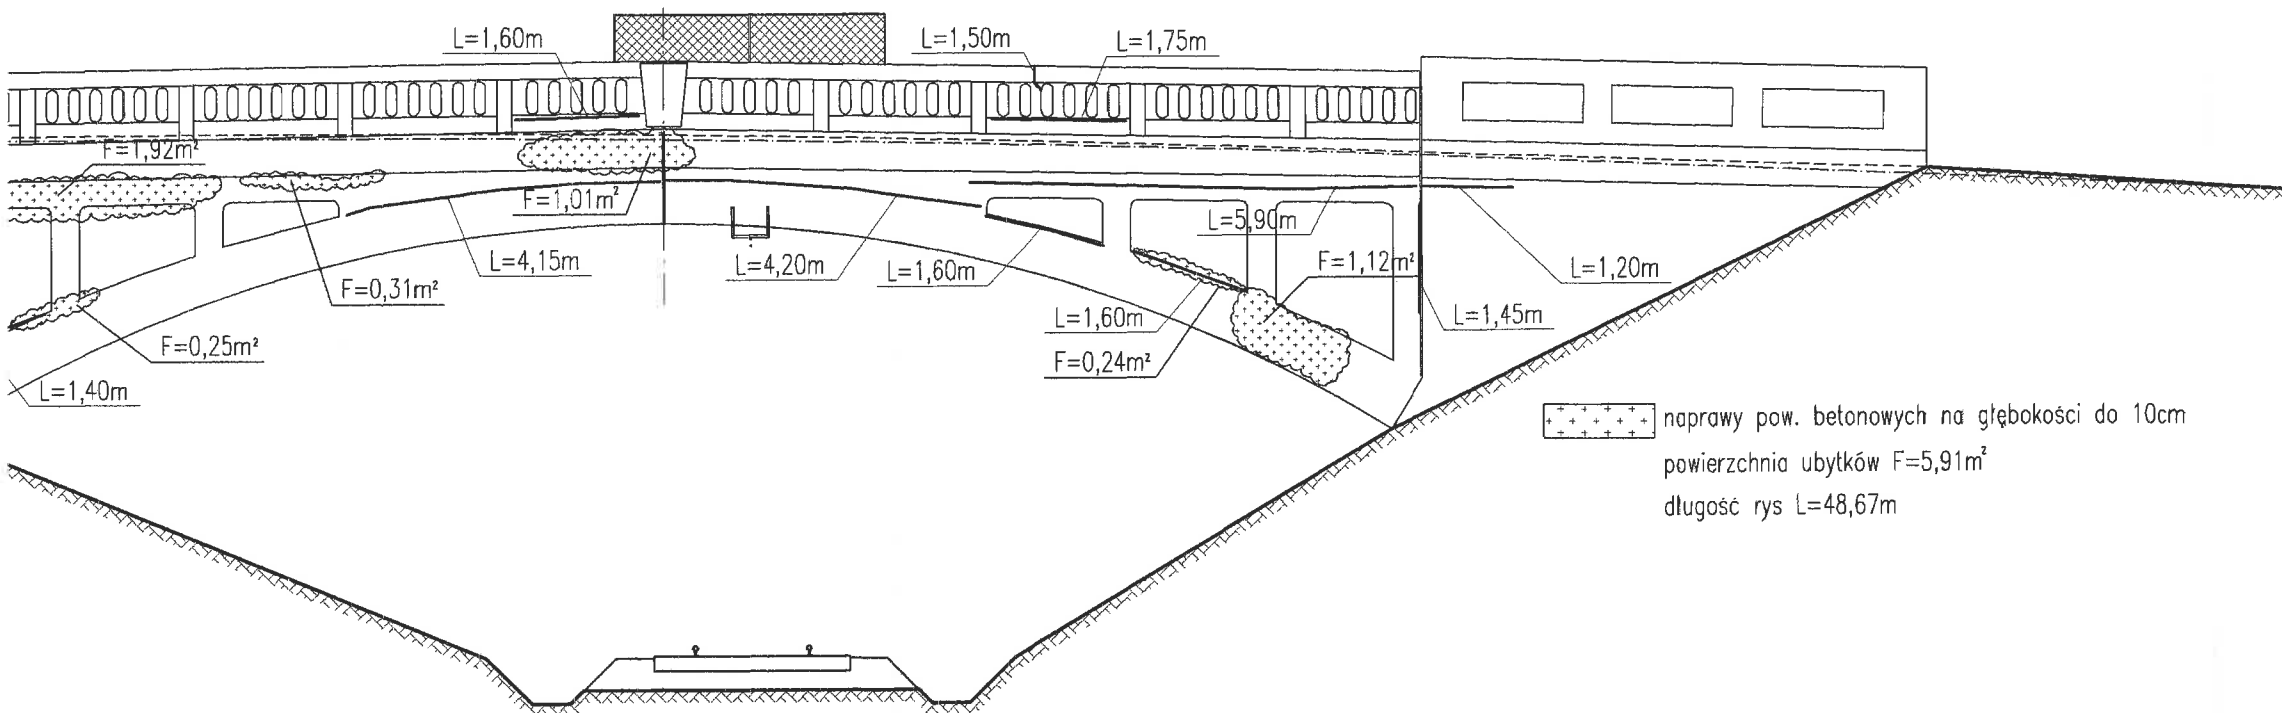 L=1,60m
L=1,50m
L=1,75m
F=1,92m²
F=1,01m²
L=5,90m
L=4,15m
L=4,20m
L=1,60m
F=1,12m²
L=1,20m
F=0,31m²
L=1,60m
L=1,45m
F=0,25m²
F=0,24m²
L=1,40m
naprawy pow. betonowych na głębokości do 10cm
powierzchnia ubytków F=5,91m²
długość rys L=48,67m